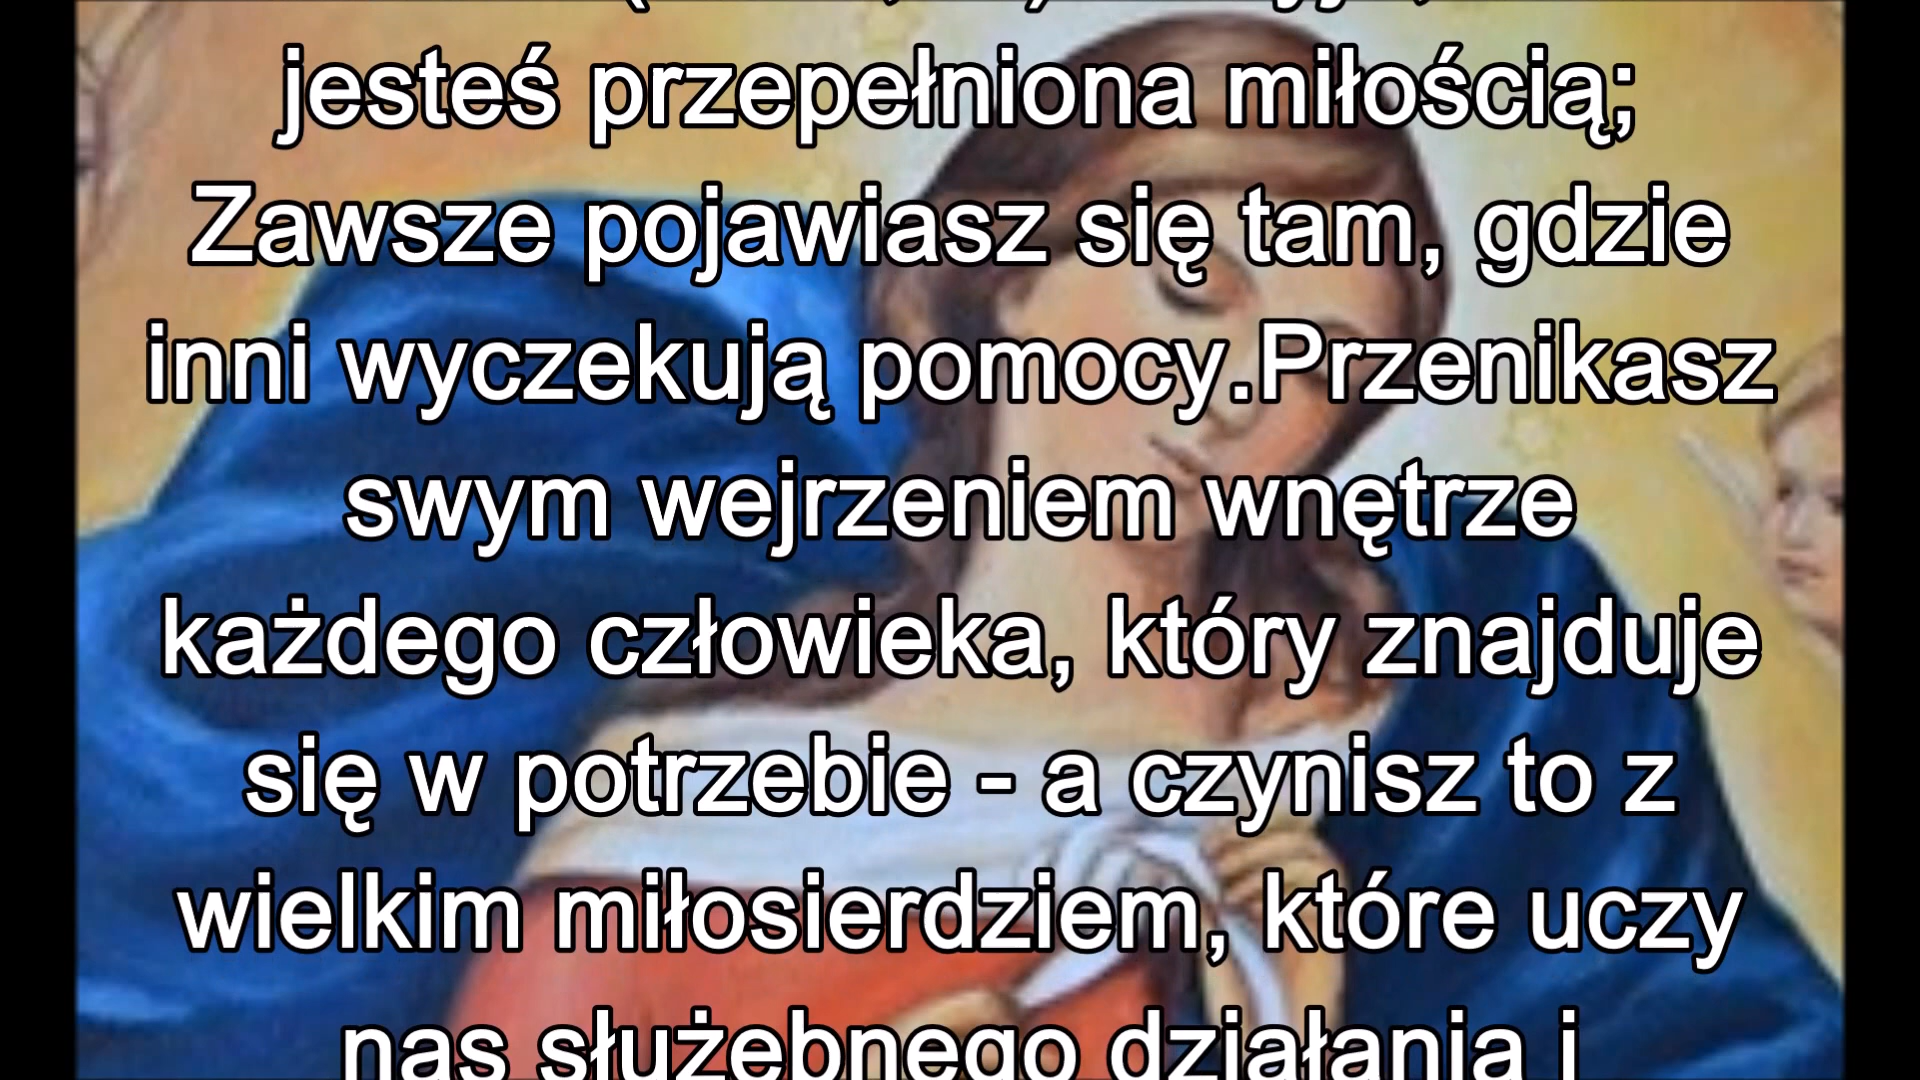 jesteś przepełniona miłością;
Zawsze pojawiasz się tam, gdzie
inni wyczekują pomocy.Przenikasz
swym wejrzeniem wnętrze
każdego człowieka, który znajduje
się w potrzebie - a czynisz to z
wielkim miłosierdziem, które uczy
nas służebnego działania i